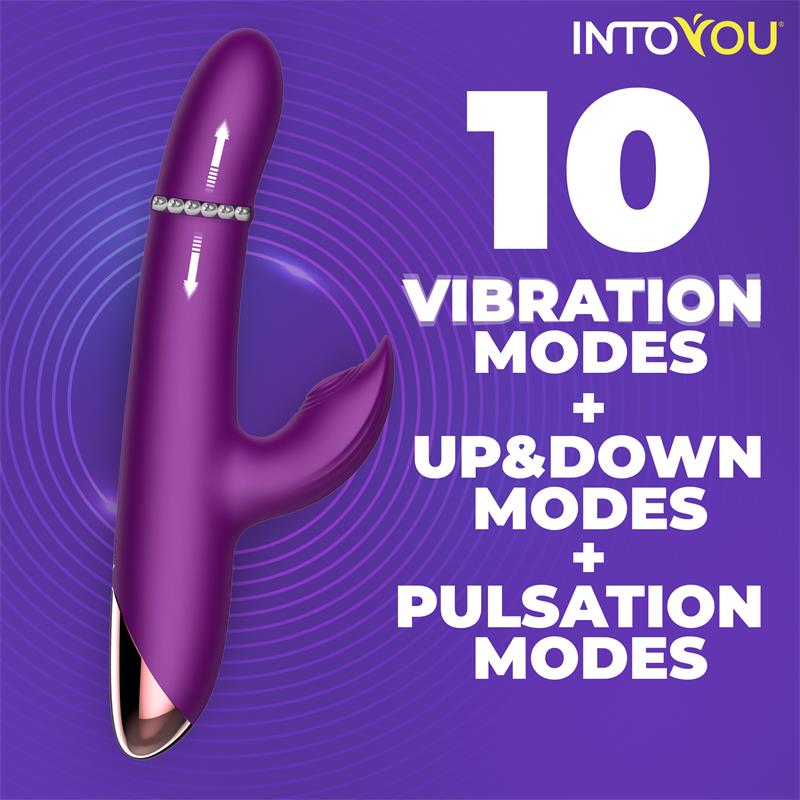 INTOYOU®
10
VIBRATION
MODES
+
UP&DOWN
MODES
+
PULSATION
MODES